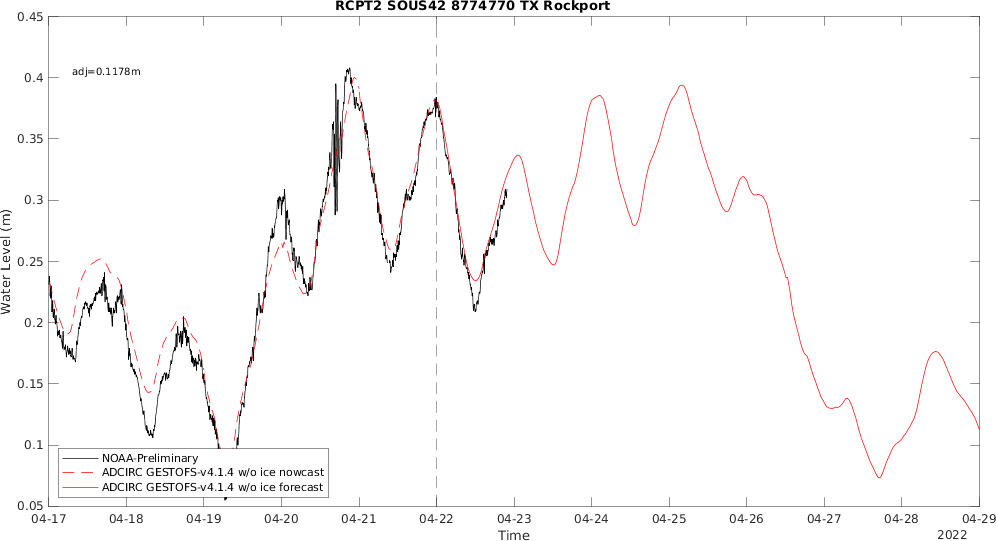 RCPT2 SOUS42 8774770 TX Rockport
0.45
0.4
0.35
0.3
0.25
0.2
0.15
0.1
0.05
Water Level (m)
adj=0.1178m
NOAA-Preliminary
ADCIRC GESTOFS-v4.1.4 w/o ice nowcast
ADCIRC GESTOFS-v4.1.4 w/o ice forecast
04-17 04-18 04-19 04-20 04-21 04-22 04-23 04-24 04-25 04-26 04-27 04-28 04-29
Time
2022